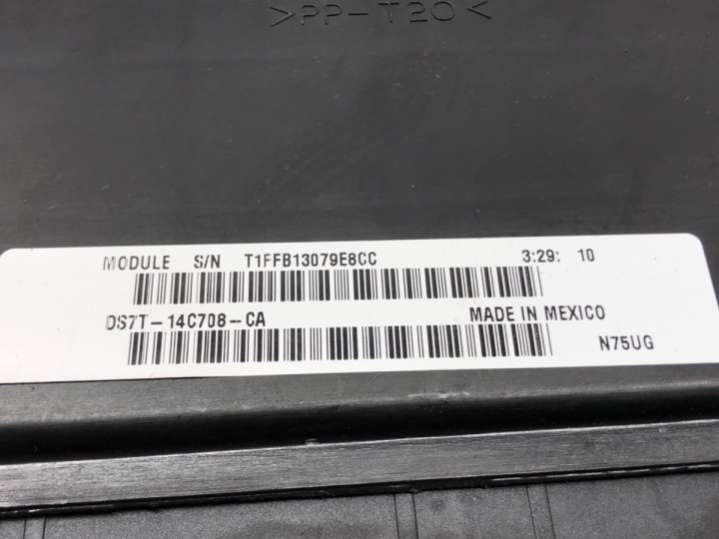 >PP-T20<
MODULE S/N T1FFB13079E8CC 3:29: 10
DS7T-14C708-CA MADE IN MEXICO
N75UG